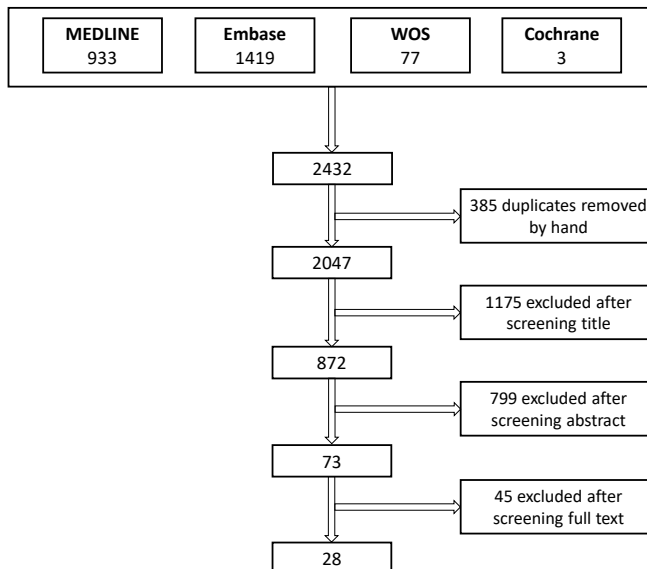 MEDLINE
933
Embase
1419
WOS
77
Cochrane
3
2432
385 duplicates removed
by hand
2047
1175 excluded after
screening title
872
799 excluded after
screening abstract
73
45 excluded after
screening full text
28